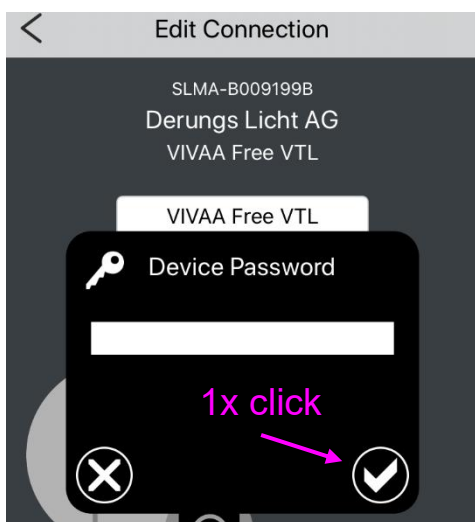 Edit Connection
SLMA-B009199B
Derungs Licht AG
VIVAA Free VTL
VIVAA Free VTL
Device Password
1x click